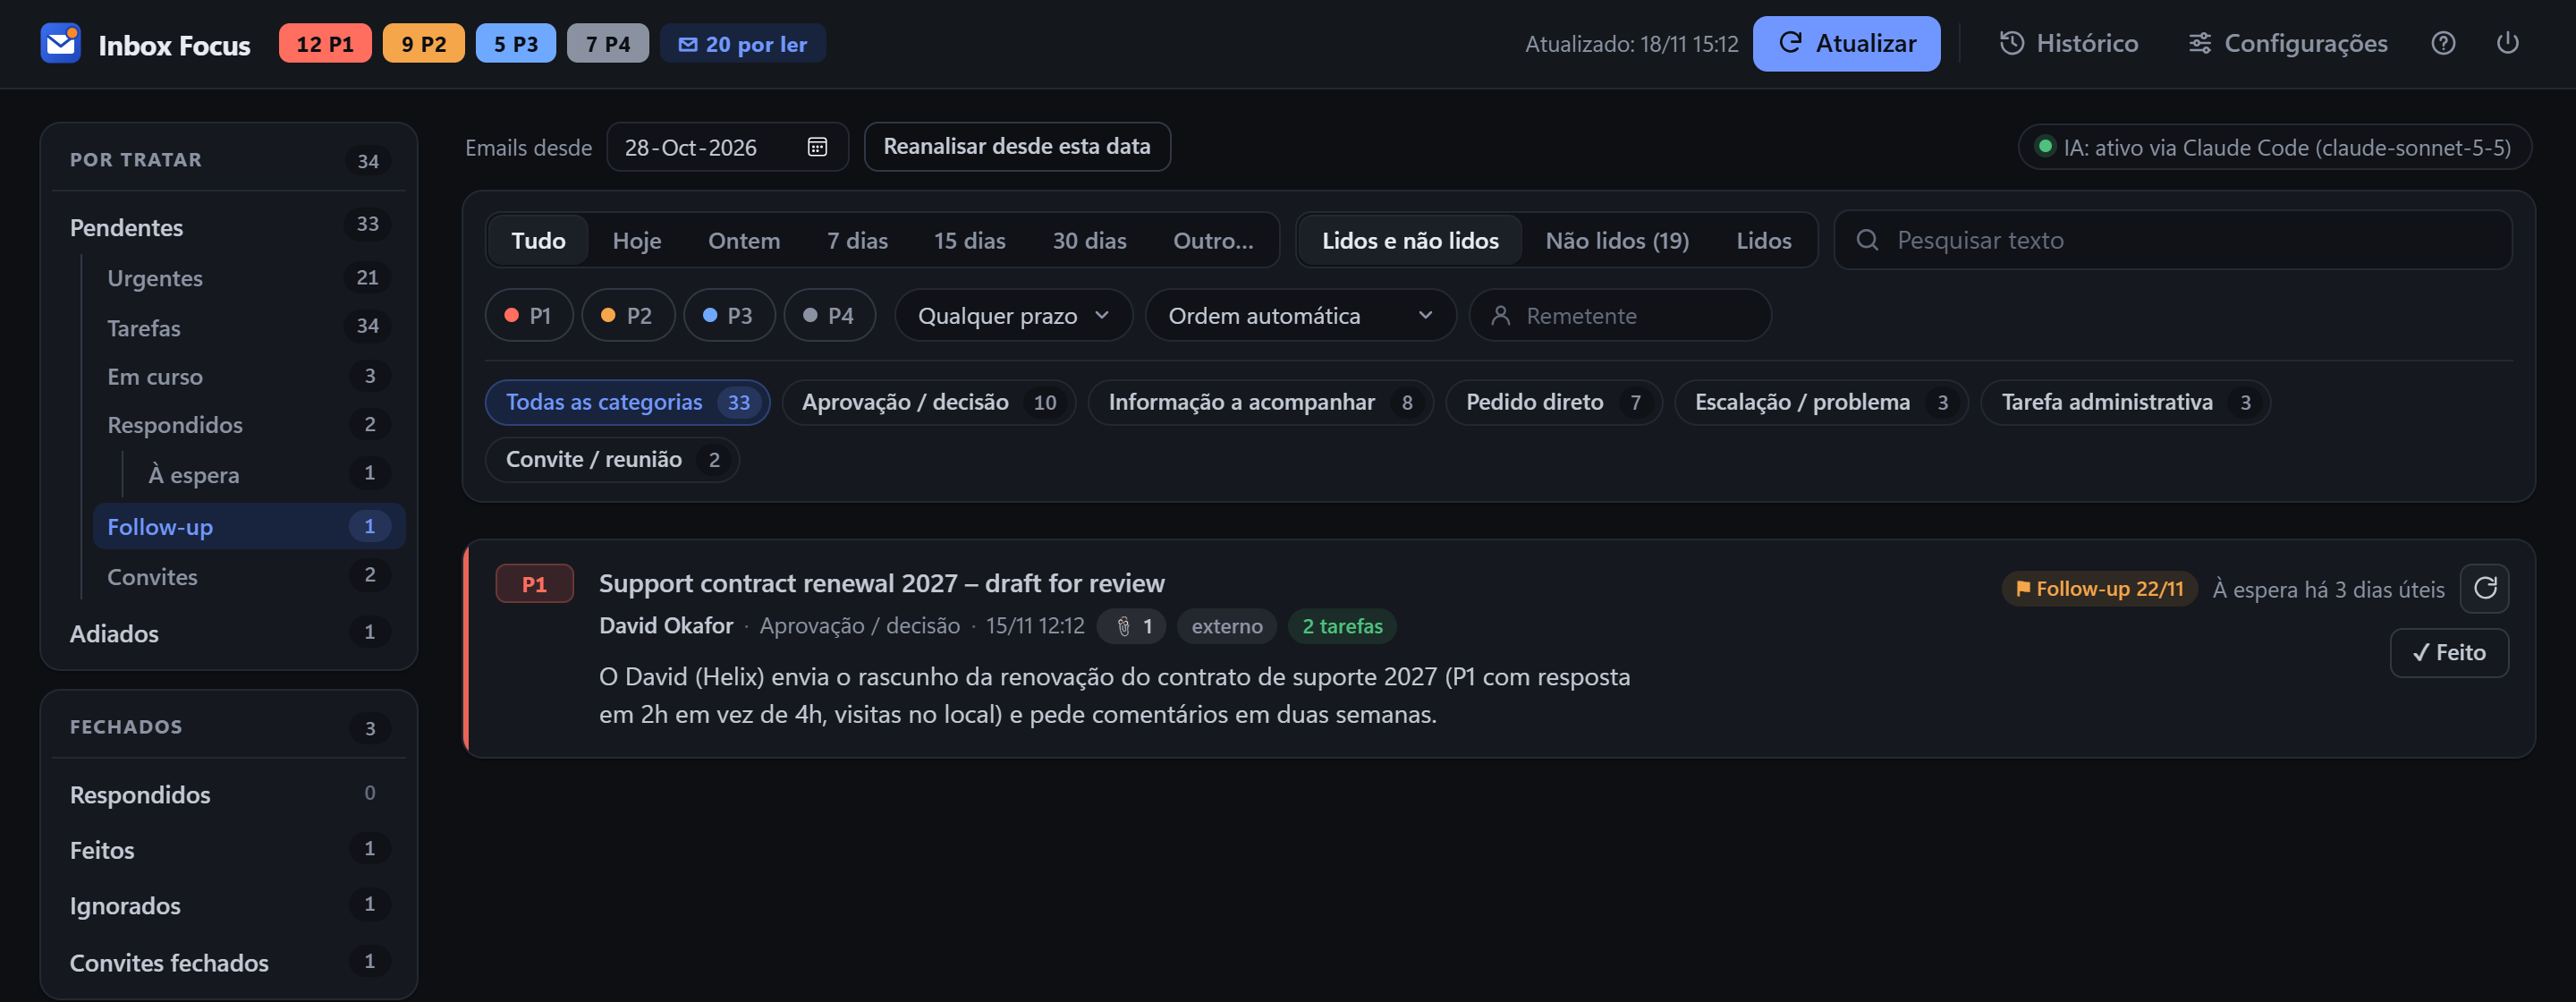 Inbox Focus 12 P1 9 P2 5 P3 7 P4 20 por ler Atualizado: 18/11 15:12 Atualizar Histórico Configurações
POR TRATAR 34
Pendentes 33
Urgentes 21
Tarefas 34
Em curso 3
Respondidos 2
À espera 1
Follow-up 1
Convites 2
Adiados 1
FECHADOS 3
Respondidos 0
Feitos 1
Ignorados 1
Convites fechados 1
Emails desde 28-Oct-2026 Reanalisar desde esta data IA: ativo via Claude Code (claude-sonnet-5-5)
Tudo Hoje Ontem 7 dias 15 dias 30 dias Outro... Lidos e não lidos Não lidos (19) Lidos Pesquisar texto
P1 P2 P3 P4 Qualquer prazo Ordem automática Remetente
Todas as categorias 33 Aprovação / decisão 10 Informação a acompanhar 8 Pedido direto 7 Escalação / problema 3 Tarefa administrativa 3
Convite / reunião 2
P1 Support contract renewal 2027 – draft for review Follow-up 22/11 À espera há 3 dias úteis
David Okafor · Aprovação / decisão · 15/11 12:12 1 externo 2 tarefas
✓ Feito
O David (Helix) envia o rascunho da renovação do contrato de suporte 2027 (P1 com resposta
em 2h em vez de 4h, visitas no local) e pede comentários em duas semanas.